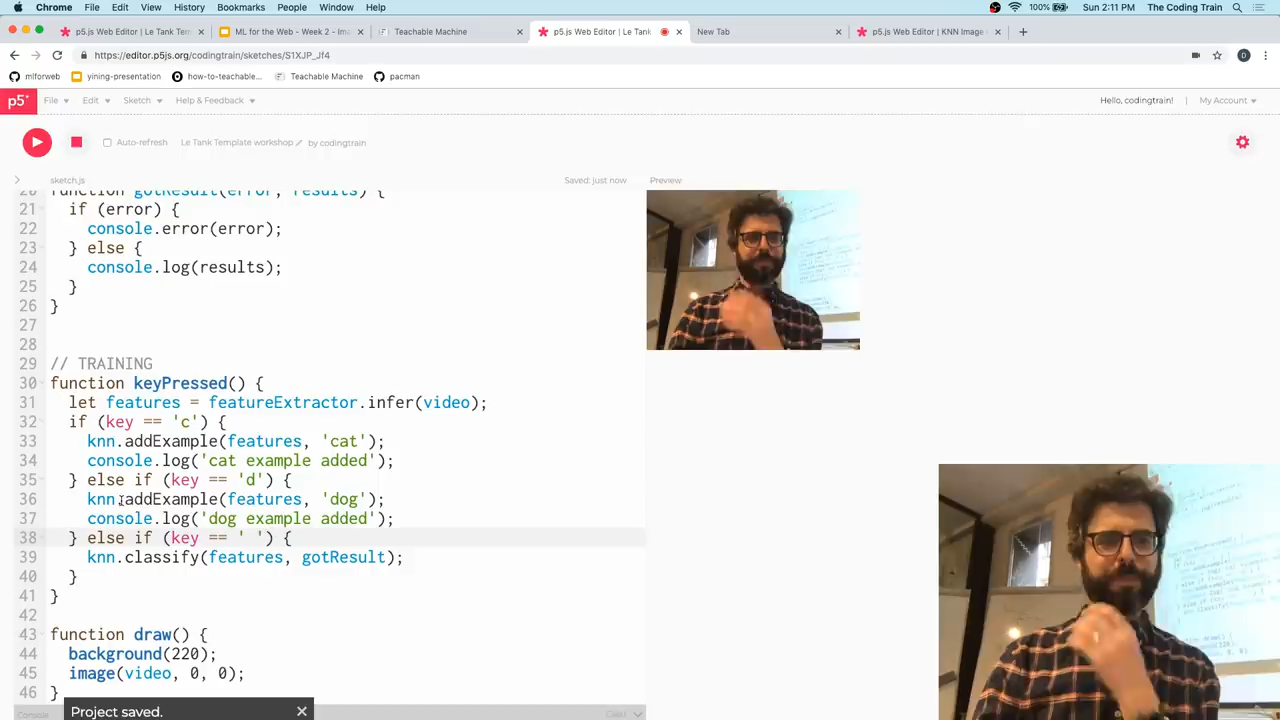 Chrome File Edit View History Bookmarks People Window Help 100% Sun 2:11 PM The Coding Train
p5.js Web Editor | Le Tank Tem × ML for the Web - Week 2 - Ima × Teachable Machine × p5.js Web Editor | Le Tank × New Tab × p5.js Web Editor | KNN Image × +
https://editor.p5js.org/codingtrain/sketches/S1XJP_Jf4 D
mlforweb yining-presentation how-to-teachable... Teachable Machine pacman
p5* File Edit Sketch Help & Feedback Hello, codingtrain! | My Account
Auto-refresh Le Tank Template workshop by codingtrain
> sketch.js Saved: just now Preview
20 function gotResult(error, results) {
21 if (error) {
22 console.error(error);
23 } else {
24 console.log(results);
25 }
26 }
27
28
29 // TRAINING
30 function keyPressed() {
31 let features = featureExtractor.infer(video);
32 if (key == 'c') {
33 knn.addExample(features, 'cat');
34 console.log('cat example added');
35 } else if (key == 'd') {
36 knn.addExample(features, 'dog');
37 console.log('dog example added');
38 } else if (key == ' ') {
39 knn.classify(features, gotResult);
40 }
41 }
42
43 function draw() {
44 background(220);
45 image(video, 0, 0);
46 }
Project saved. ×
Console Clear